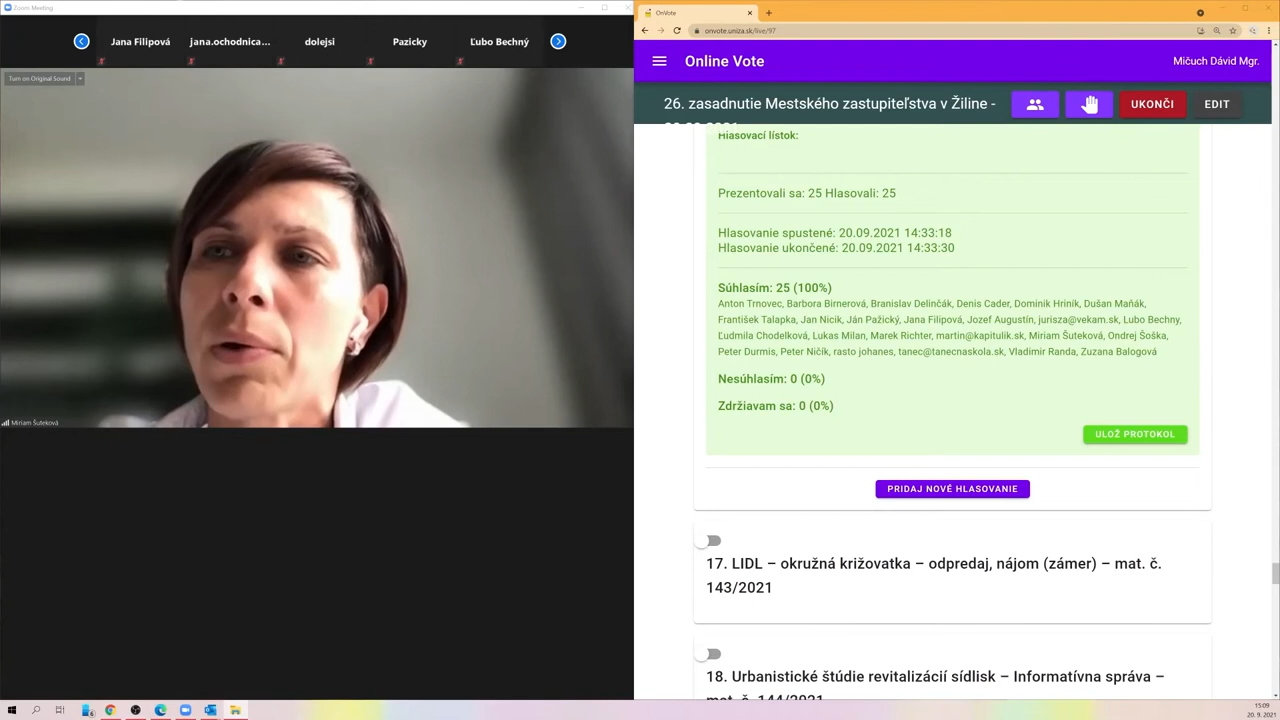 Zoom Meeting
Jana Filipová
jana.ochodnica...
dolejsi
Pazicky
Ľubo Bechný
Turn on Original Sound
Miriam Šuteková
OnVote
onvote.uniza.sk/live/97
Online Vote
Mičuch Dávid Mgr.
26. zasadnutie Mestského zastupiteľstva v Žiline -
UKONČI
EDIT
Hlasovací lístok:
Prezentovali sa: 25 Hlasovali: 25
Hlasovanie spustené: 20.09.2021 14:33:18
Hlasovanie ukončené: 20.09.2021 14:33:30
Súhlasím: 25 (100%)
Anton Trnovec, Barbora Birnerová, Branislav Delinčák, Denis Cader, Dominik Hriník, Dušan Maňák,
František Talapka, Jan Nicik, Ján Pažický, Jana Filipová, Jozef Augustín, jurisza@vekam.sk, Lubo Bechny,
Ľudmila Chodelková, Lukas Milan, Marek Richter, martin@kapitulik.sk, Miriam Šuteková, Ondrej Šoška,
Peter Durmis, Peter Ničík, rasto johanes, tanec@tanecnaskola.sk, Vladimir Randa, Zuzana Balogová
Nesúhlasím: 0 (0%)
Zdržiavam sa: 0 (0%)
ULOŽ PROTOKOL
PRIDAJ NOVÉ HLASOVANIE
17. LIDL – okružná križovatka – odpredaj, nájom (zámer) – mat. č.
143/2021
18. Urbanistické štúdie revitalizácií sídlisk – Informatívna správa –
mat. č. 144/2021
15:09
20. 9. 2021